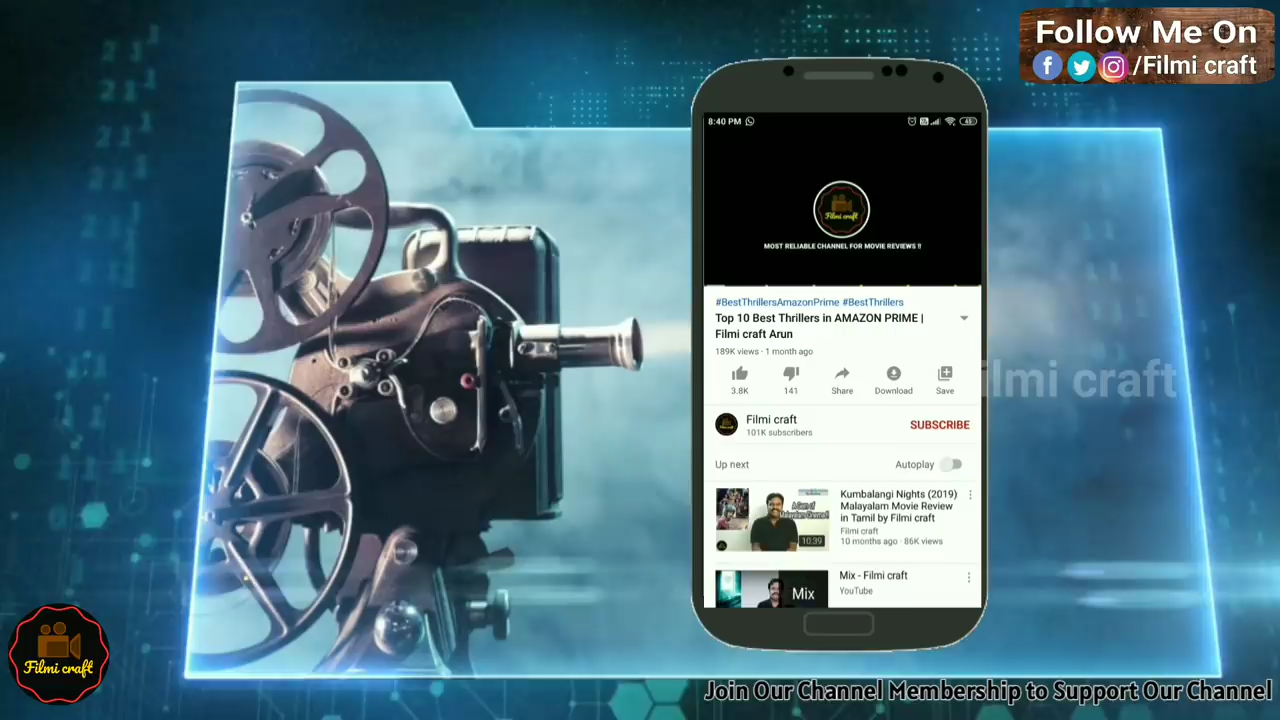 Follow Me On
/Filmi craft
8:40 PM
Filmi craft
MOST RELIABLE CHANNEL FOR MOVIE REVIEWS !!
#BestThrillersAmazonPrime #BestThrillers
Top 10 Best Thrillers in AMAZON PRIME |
Filmi craft Arun
189K views · 1 month ago
3.8K
141
Share
Download
Save
Filmi craft
101K subscribers
SUBSCRIBE
Up next
Autoplay
Kumbalangi Nights (2019)
Malayalam Movie Review
in Tamil by Filmi craft
Filmi craft
10 months ago · 86K views
10:39
Mix - Filmi craft
YouTube
Mix
ilmi craft
Filmi craft
Join Our Channel Membership to Support Our Channel